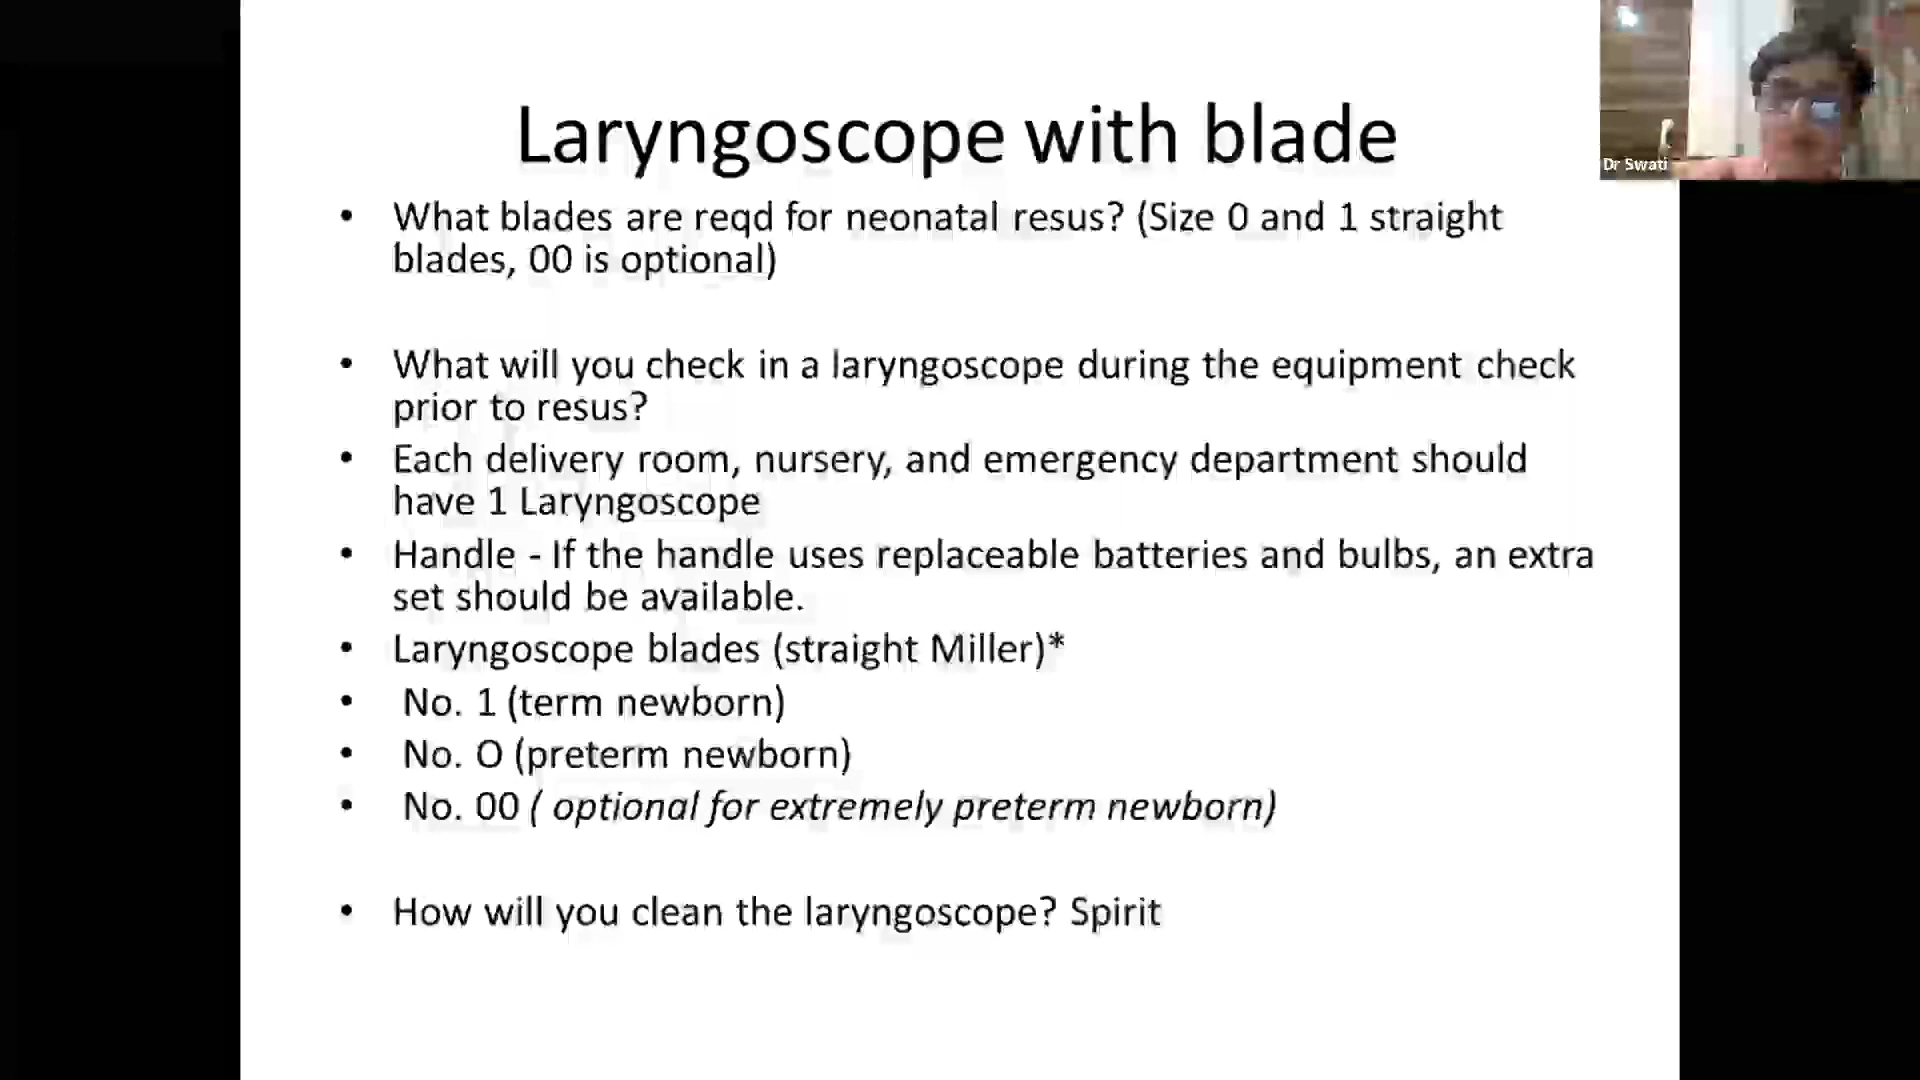 Laryngoscope with blade
Dr Swati
• What blades are reqd for neonatal resus? (Size 0 and 1 straight
blades, 00 is optional)
• What will you check in a laryngoscope during the equipment check
prior to resus?
• Each delivery room, nursery, and emergency department should
have 1 Laryngoscope
• Handle - If the handle uses replaceable batteries and bulbs, an extra
set should be available.
• Laryngoscope blades (straight Miller)*
• No. 1 (term newborn)
• No. O (preterm newborn)
• No. 00 ( optional for extremely preterm newborn)
• How will you clean the laryngoscope? Spirit